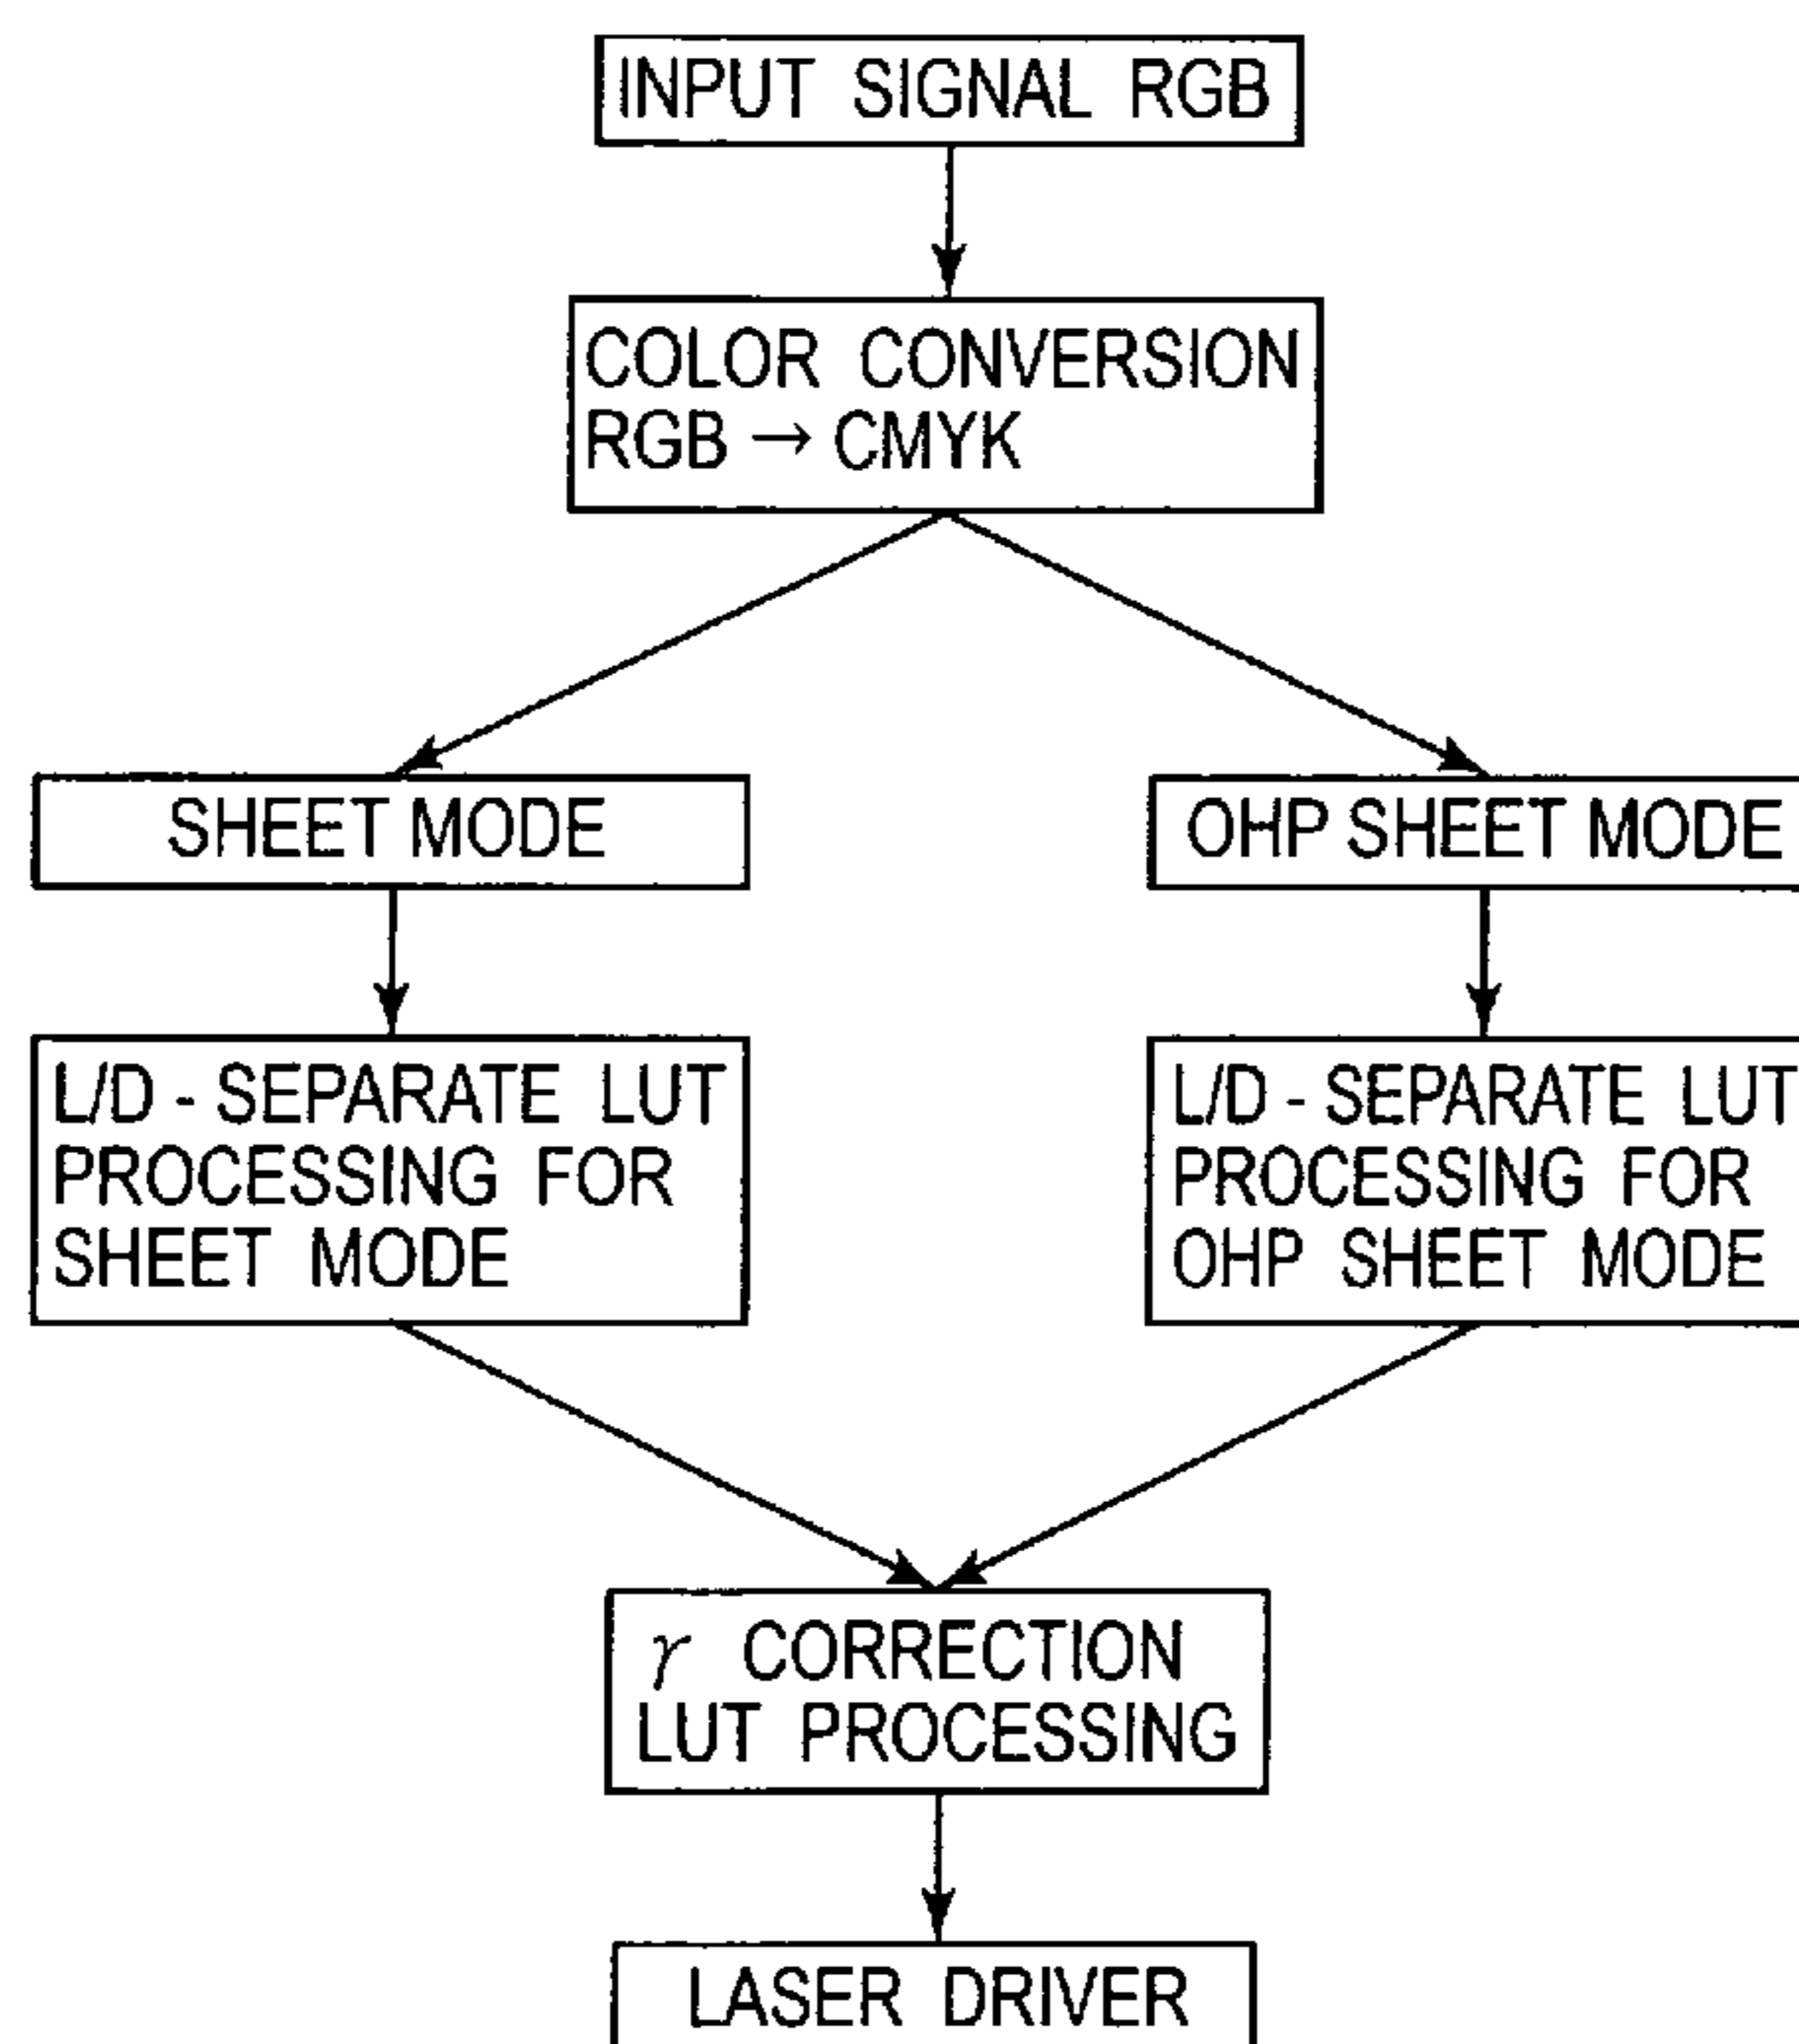 INPUT SIGNAL RGB
COLOR CONVERSION
RGB → CMYK
SHEET MODE
OHP SHEET MODE
L/D - SEPARATE LUT
PROCESSING FOR
SHEET MODE
L/D - SEPARATE LUT
PROCESSING FOR
OHP SHEET MODE
γ CORRECTION
LUT PROCESSING
LASER DRIVER